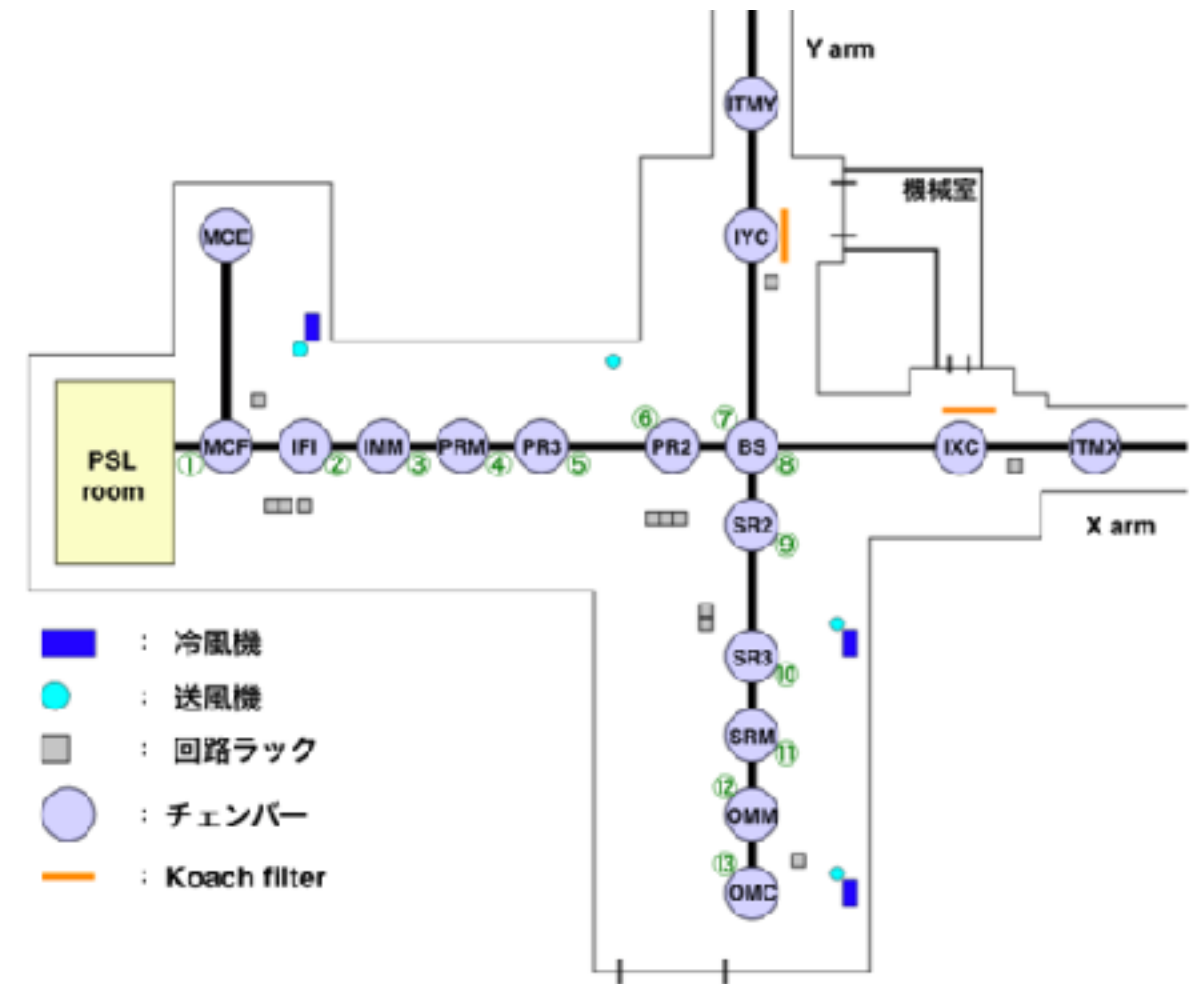 Y arm
ITMY
機械室
MCE
IYC
⑥
⑦
PSL
room
MCF
IFI
IMM
PRM
PR3
PR2
BS
IXC
ITMX
①
②
③
④
⑤
⑧
SR2
X arm
⑨
： 冷風機
SR3
⑩
： 送風機
： 回路ラック
SRM
⑪
⑫
： チェンバー
OMM
⑬
： Koach filter
OMC